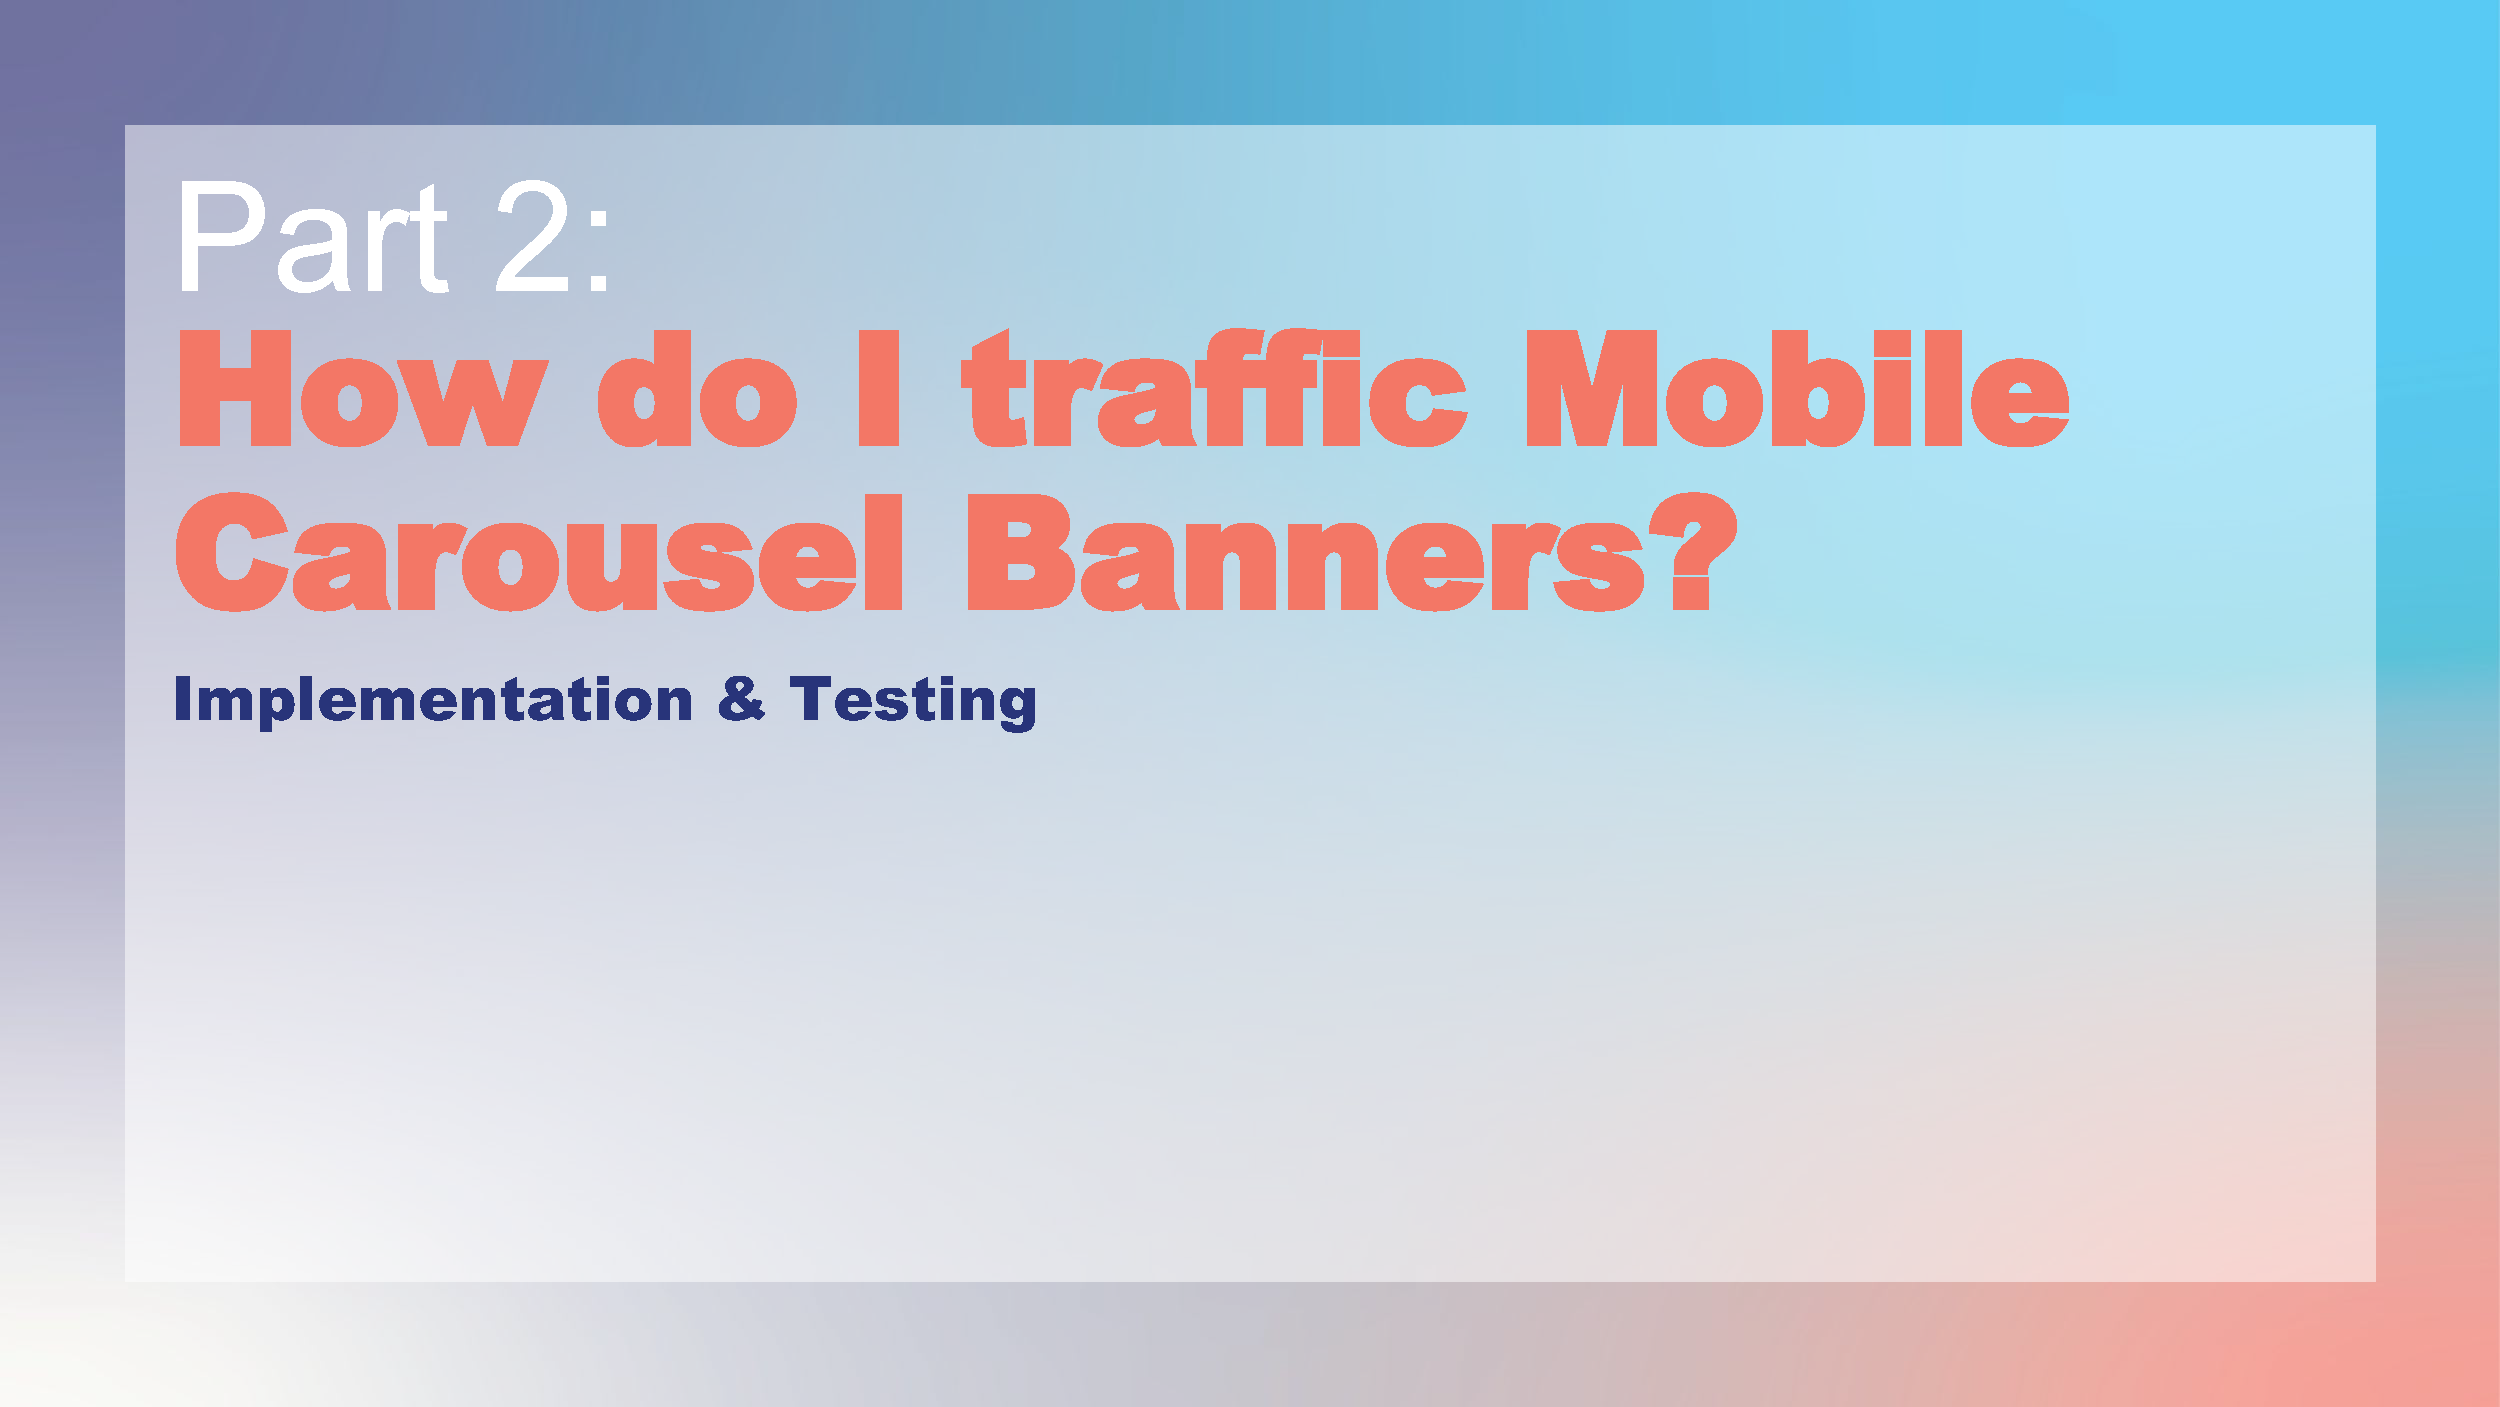 Part 2:
How do I traffic Mobile
Carousel Banners?
Implementation & Testing